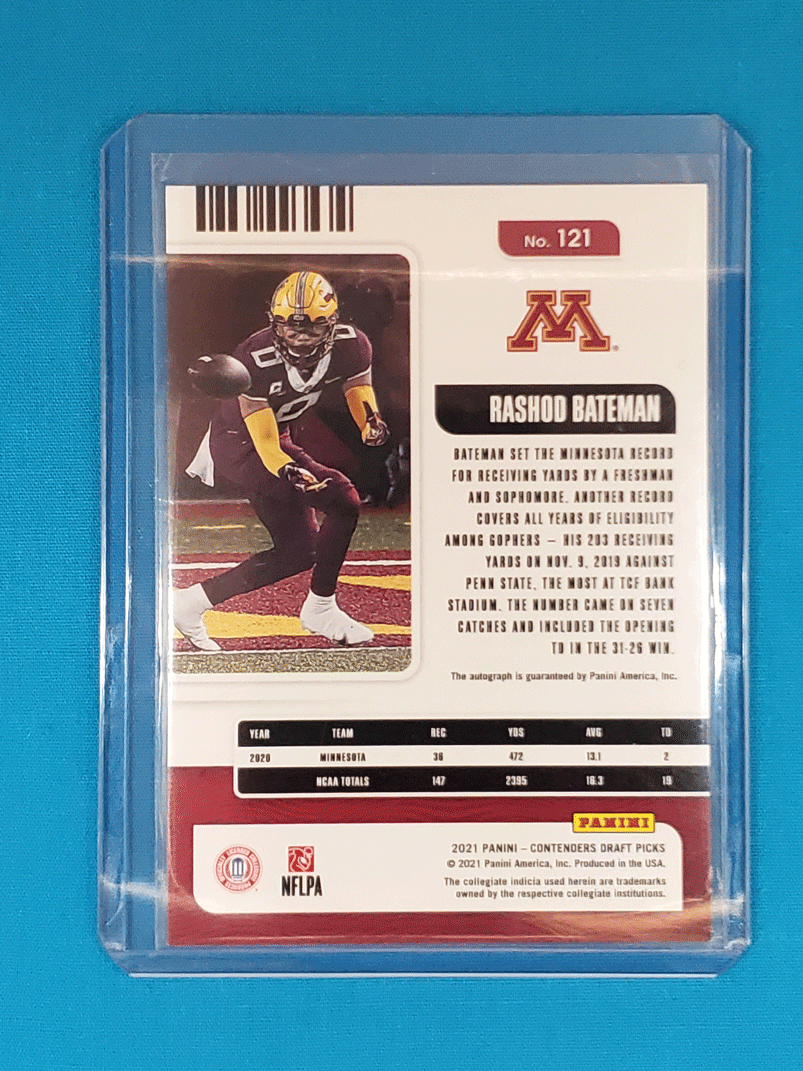 No. 121
M
RASHOD BATEMAN
BATEMAN SET THE MINNESOTA RECORD
FOR RECEIVING YARDS BY A FRESHMAN
AND SOPHOMORE. ANOTHER RECORD
COVERS ALL YEARS OF ELIGIBILITY
AMONG GOPHERS – HIS 203 RECEIVING
YARDS ON NOV. 9, 2019 AGAINST
PENN STATE, THE MOST AT TCF BANK
STADIUM. THE NUMBER CAME ON SEVEN
CATCHES AND INCLUDED THE OPENING
TD IN THE 31-26 WIN.
The autograph is guaranteed by Panini America, Inc.
YEAR TEAM REC YDS AVG TD
2020 MINNESOTA 36 472 13.1 2
NCAA TOTALS 147 2395 16.3 19
PANINI
2021 PANINI – CONTENDERS DRAFT PICKS
© 2021 Panini America, Inc. Produced in the USA.
The collegiate indicia used herein are trademarks
owned by the respective collegiate institutions.
NFLPA
0